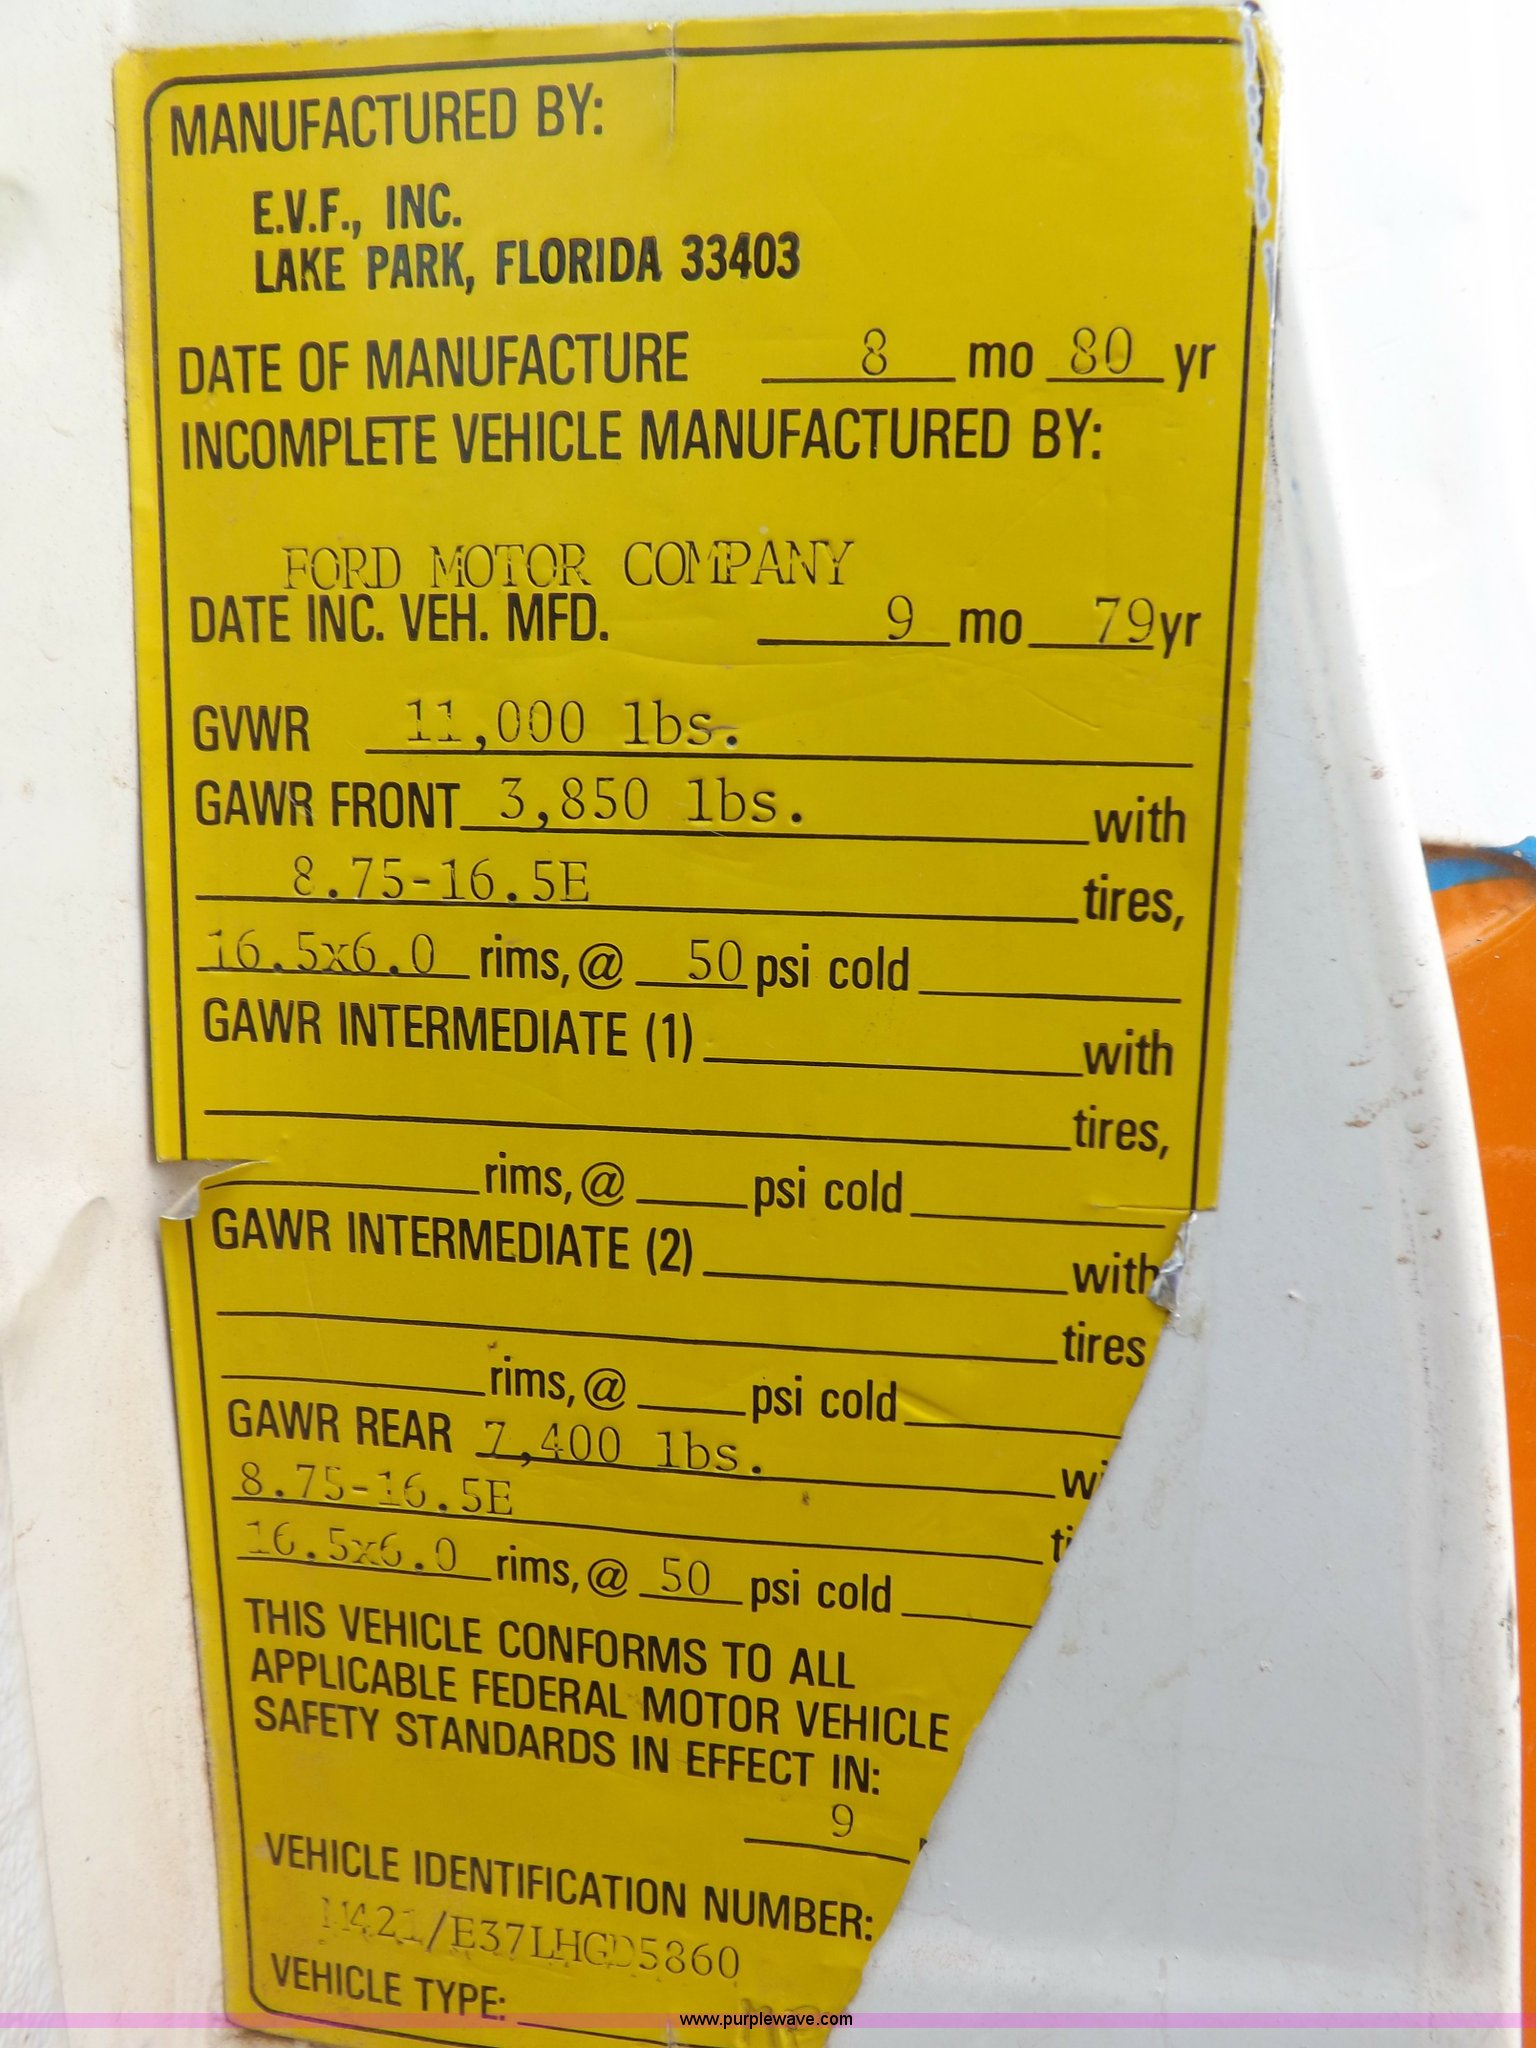 MANUFACTURED BY:
E.V.F., INC.
LAKE PARK, FLORIDA 33403
DATE OF MANUFACTURE 8 mo 80 yr
INCOMPLETE VEHICLE MANUFACTURED BY:
FORD MOTOR COMPANY
DATE INC. VEH. MFD. 9 mo 79 yr
GVWR 11,000 lbs.
GAWR FRONT 3,850 lbs. with
8.75-16.5E tires,
16.5x6.0 rims, @ 50 psi cold
GAWR INTERMEDIATE (1) with
tires,
rims, @ psi cold
GAWR INTERMEDIATE (2) with
tires
rims, @ psi cold
GAWR REAR 7,400 lbs.
8.75-16.5E
16.5x6.0 rims, @ 50 psi cold
THIS VEHICLE CONFORMS TO ALL
APPLICABLE FEDERAL MOTOR VEHICLE
SAFETY STANDARDS IN EFFECT IN:
9
VEHICLE IDENTIFICATION NUMBER:
VEHICLE TYPE:
www.purplewave.com